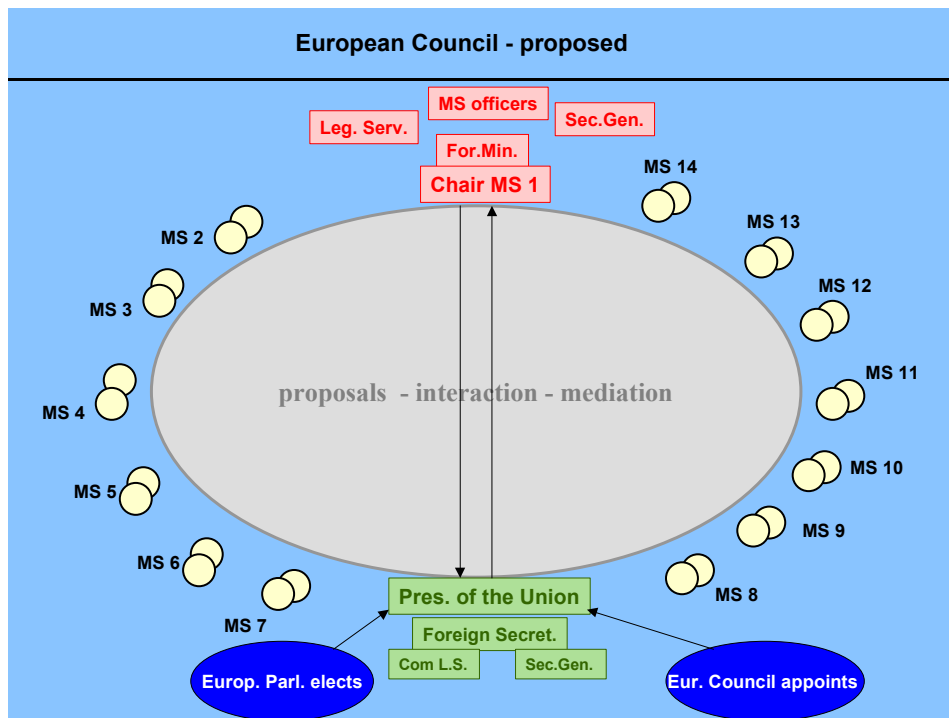 European Council - proposed
MS officers
Leg. Serv.
Sec.Gen.
For.Min.
Chair MS 1
MS 14
MS 2
MS 13
MS 3
MS 12
MS 4
MS 11
proposals - interaction - mediation
MS 5
MS 10
MS 6
MS 9
MS 7
MS 8
Pres. of the Union
Foreign Secret.
Com L.S.
Sec.Gen.
Europ. Parl. elects
Eur. Council appoints